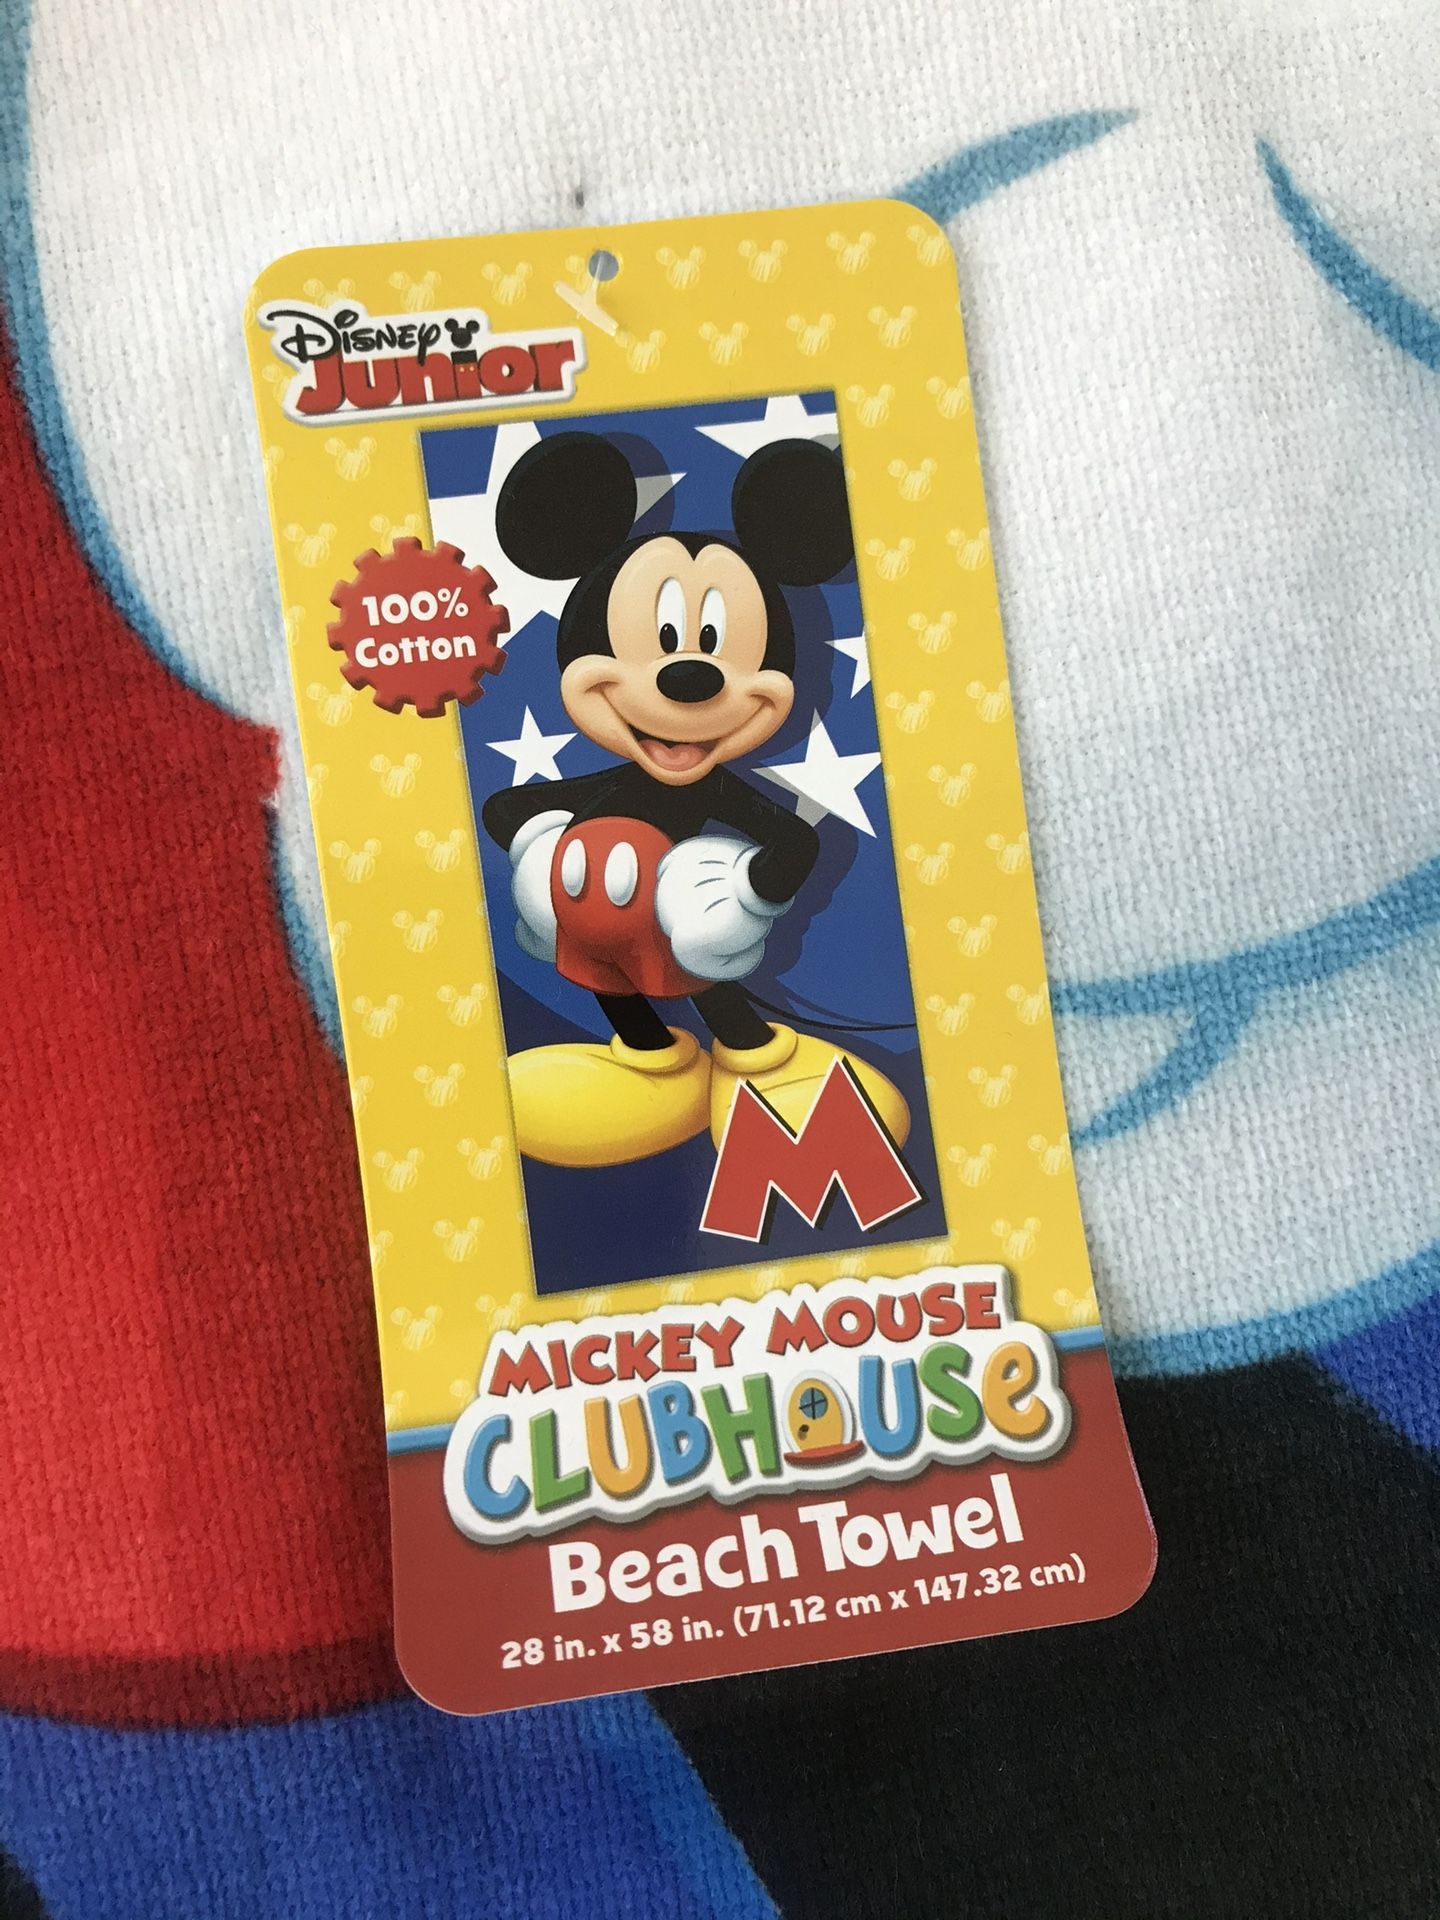 Disney
Junior
100%
Cotton
M
MICKEY MOUSE
CLUBHOUSE
Beach Towel
28 in. x 58 in. (71.12 cm x 147.32 cm)